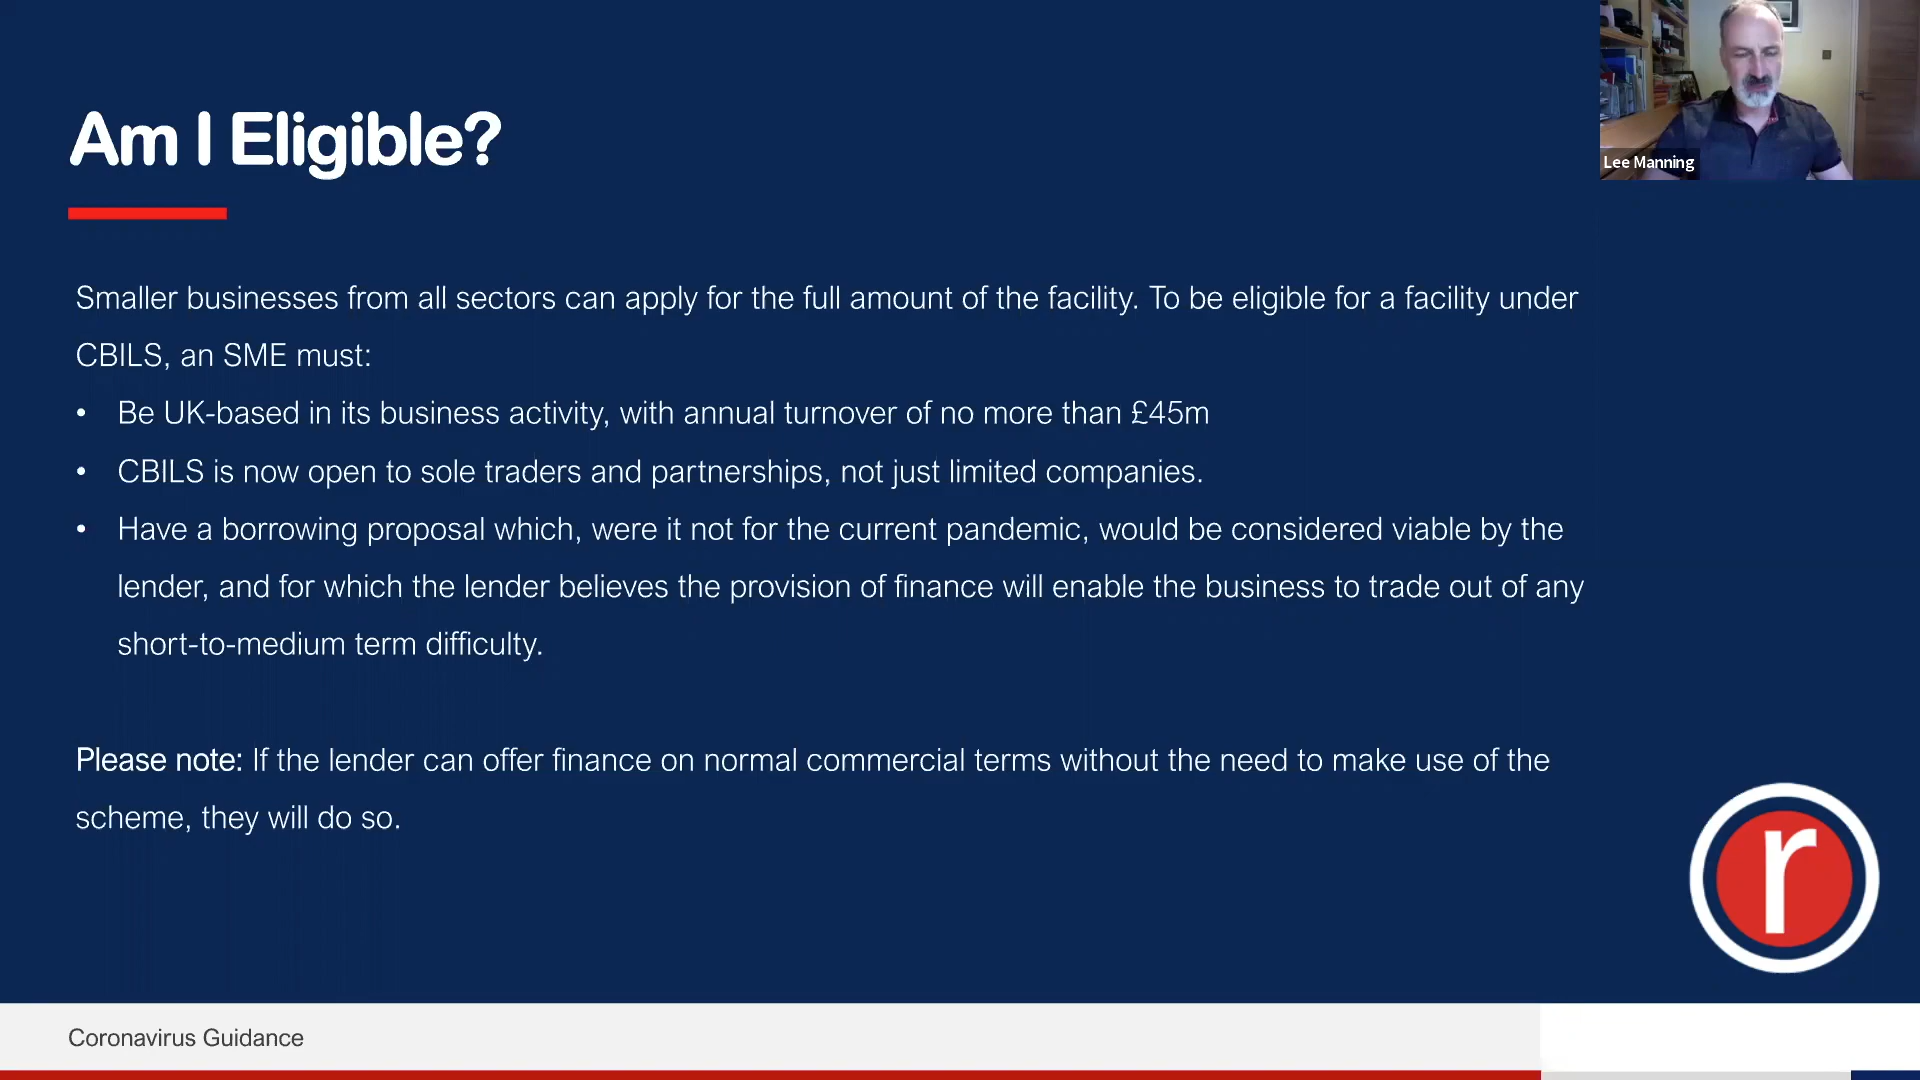 Am I Eligible?
Lee Manning
Smaller businesses from all sectors can apply for the full amount of the facility. To be eligible for a facility under
CBILS, an SME must:
• Be UK-based in its business activity, with annual turnover of no more than £45m
• CBILS is now open to sole traders and partnerships, not just limited companies.
• Have a borrowing proposal which, were it not for the current pandemic, would be considered viable by the
lender, and for which the lender believes the provision of finance will enable the business to trade out of any
short-to-medium term difficulty.
Please note: If the lender can offer finance on normal commercial terms without the need to make use of the
scheme, they will do so.
r
Coronavirus Guidance